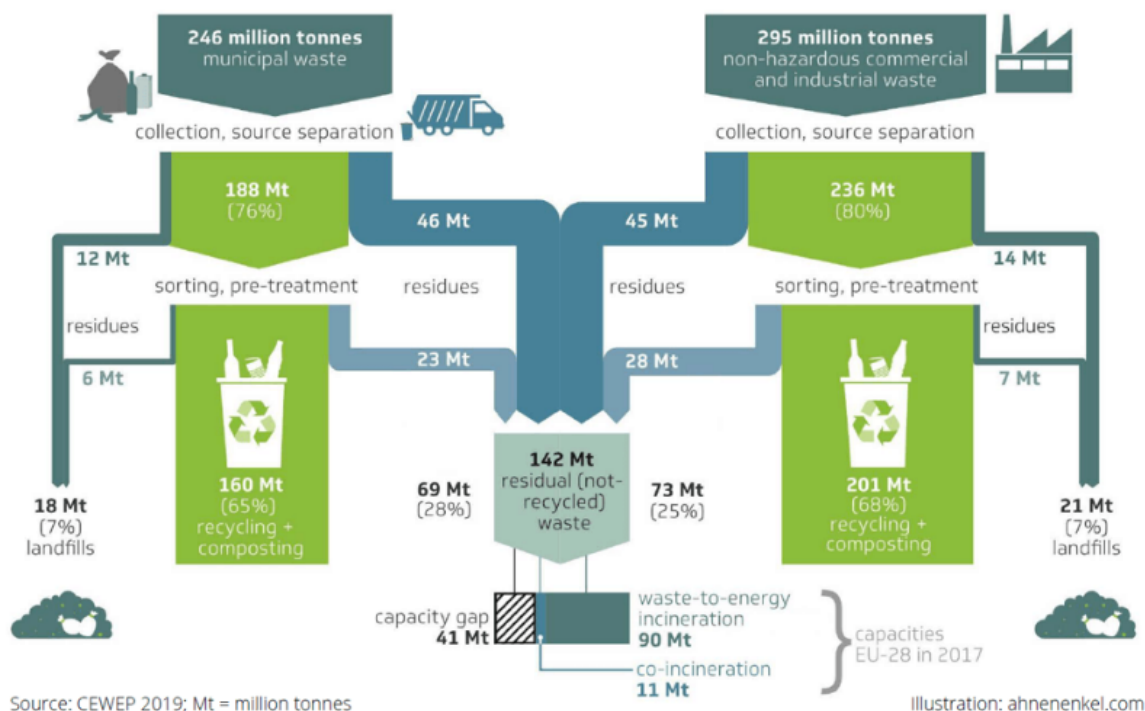 246 million tonnes
municipal waste
295 million tonnes
non-hazardous commercial
and industrial waste
collection, source separation
collection, source separation
188 Mt
(76%)
46 Mt
45 Mt
236 Mt
(80%)
12 Mt
14 Mt
sorting, pre-treatment
residues
residues
sorting, pre-treatment
residues
residues
23 Mt
28 Mt
6 Mt
7 Mt
18 Mt
(7%)
landfills
160 Mt
(65%)
recycling +
composting
69 Mt
(28%)
142 Mt
residual (not-
recycled)
waste
73 Mt
(25%)
201 Mt
(68%)
recycling +
composting
21 Mt
(7%)
landfills
capacity gap
41 Mt
waste-to-energy
incineration
90 Mt
co-incineration
11 Mt
capacities
EU-28 in 2017
Source: CEWEP 2019; Mt = million tonnes
Illustration: ahnenenkel.com